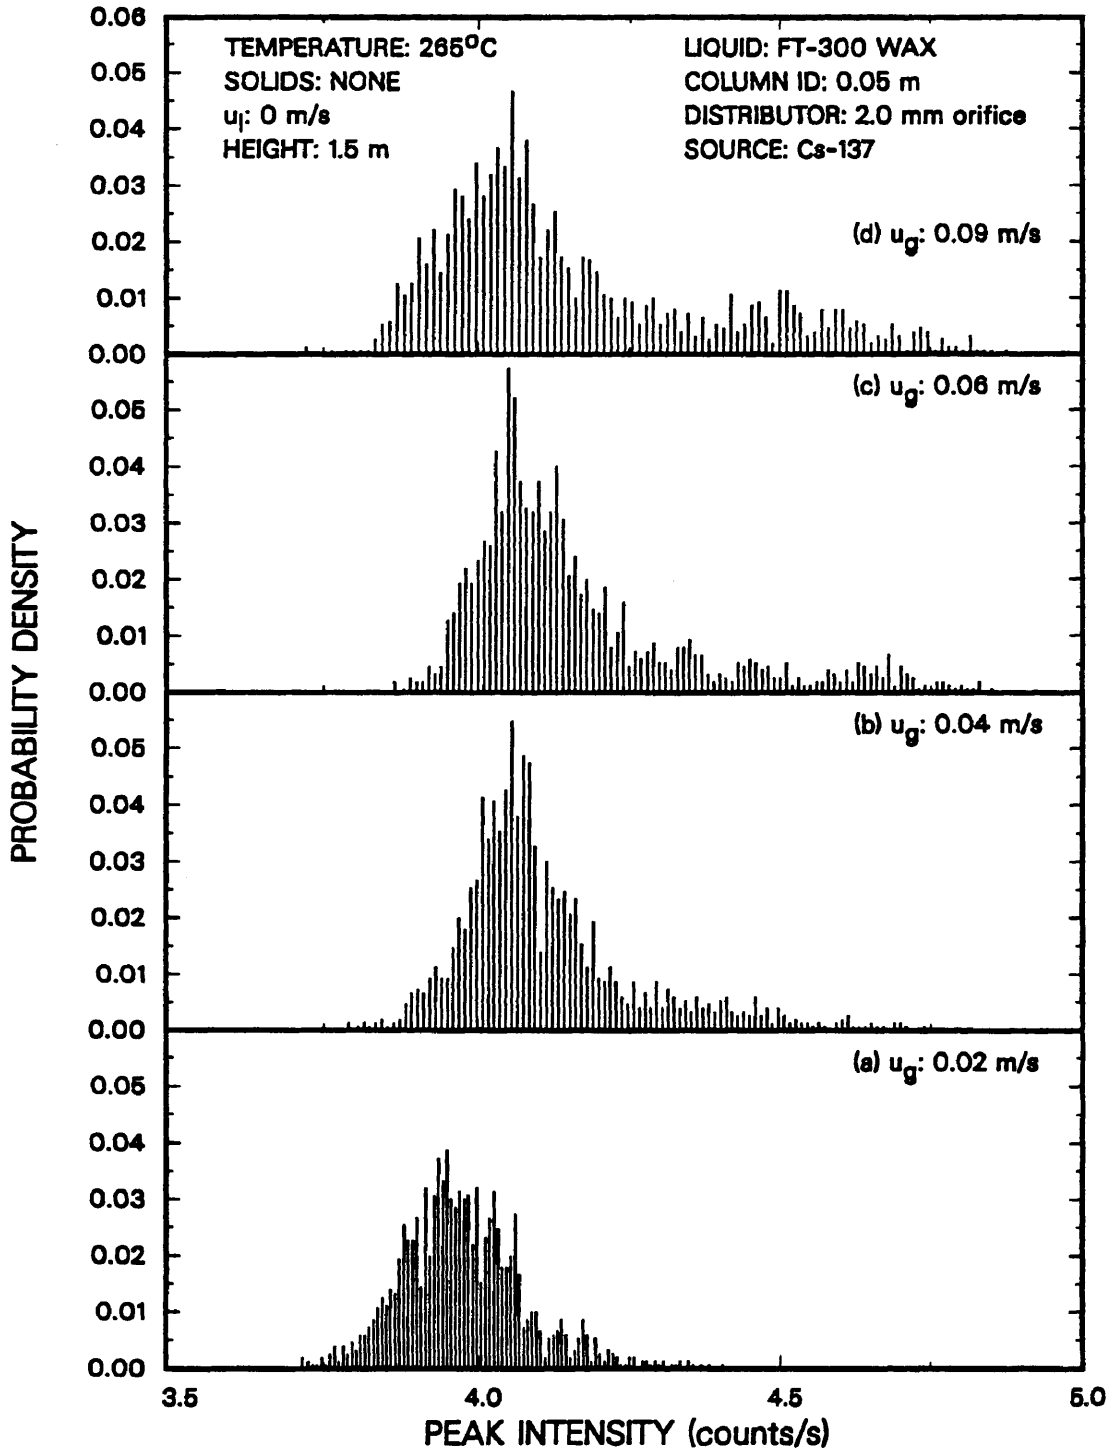 0.06
TEMPERATURE: 265°C
SOLIDS: NONE
u_l: 0 m/s
HEIGHT: 1.5 m
LIQUID: FT-300 WAX
COLUMN ID: 0.05 m
DISTRIBUTOR: 2.0 mm orifice
SOURCE: Cs-137
0.05
0.04
0.03
0.02
0.01
0.00
(d) u_g: 0.09 m/s
(c) u_g: 0.06 m/s
0.05
0.04
0.03
0.02
0.01
0.00
(b) u_g: 0.04 m/s
0.05
0.04
0.03
0.02
0.01
0.00
(a) u_g: 0.02 m/s
0.05
0.04
0.03
0.02
0.01
0.00
PROBABILITY DENSITY
3.5 4.0 4.5 5.0
PEAK INTENSITY (counts/s)